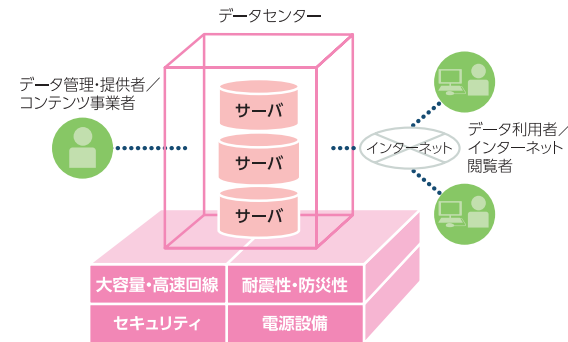 データセンター
データ管理・提供者／
コンテンツ事業者
サーバ
サーバ
サーバ
インターネット
データ利用者／
インターネット
閲覧者
大容量・高速回線
耐震性・防災性
セキュリティ
電源設備